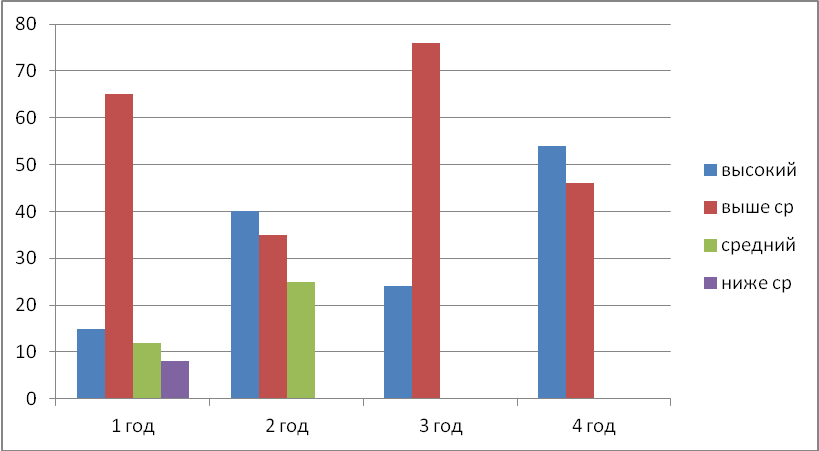 80
70
60
50
40
30
20
10
0
1 год
2 год
3 год
4 год
высокий
выше ср
средний
ниже ср